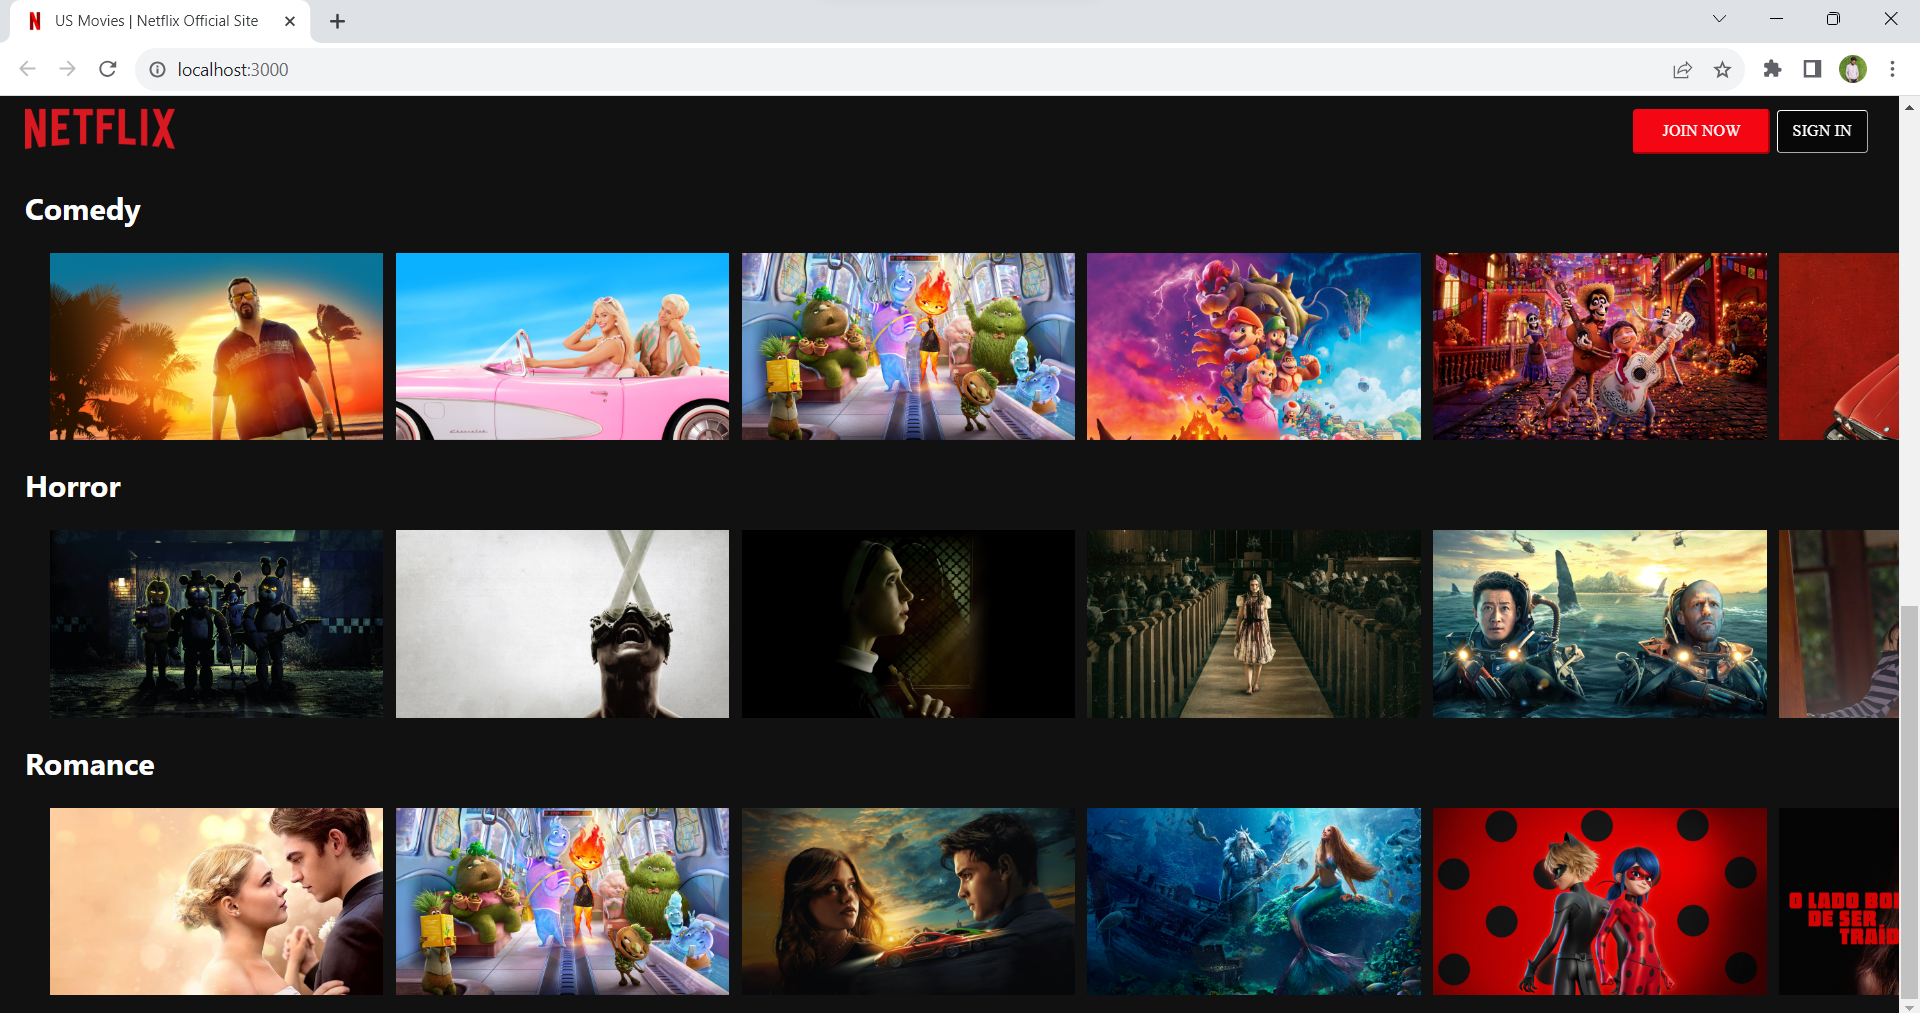 US Movies | Netflix Official Site
localhost:3000
NETFLIX
JOIN NOW
SIGN IN
Comedy
Horror
Romance
O LADO BO
DE SER
TRAÍD